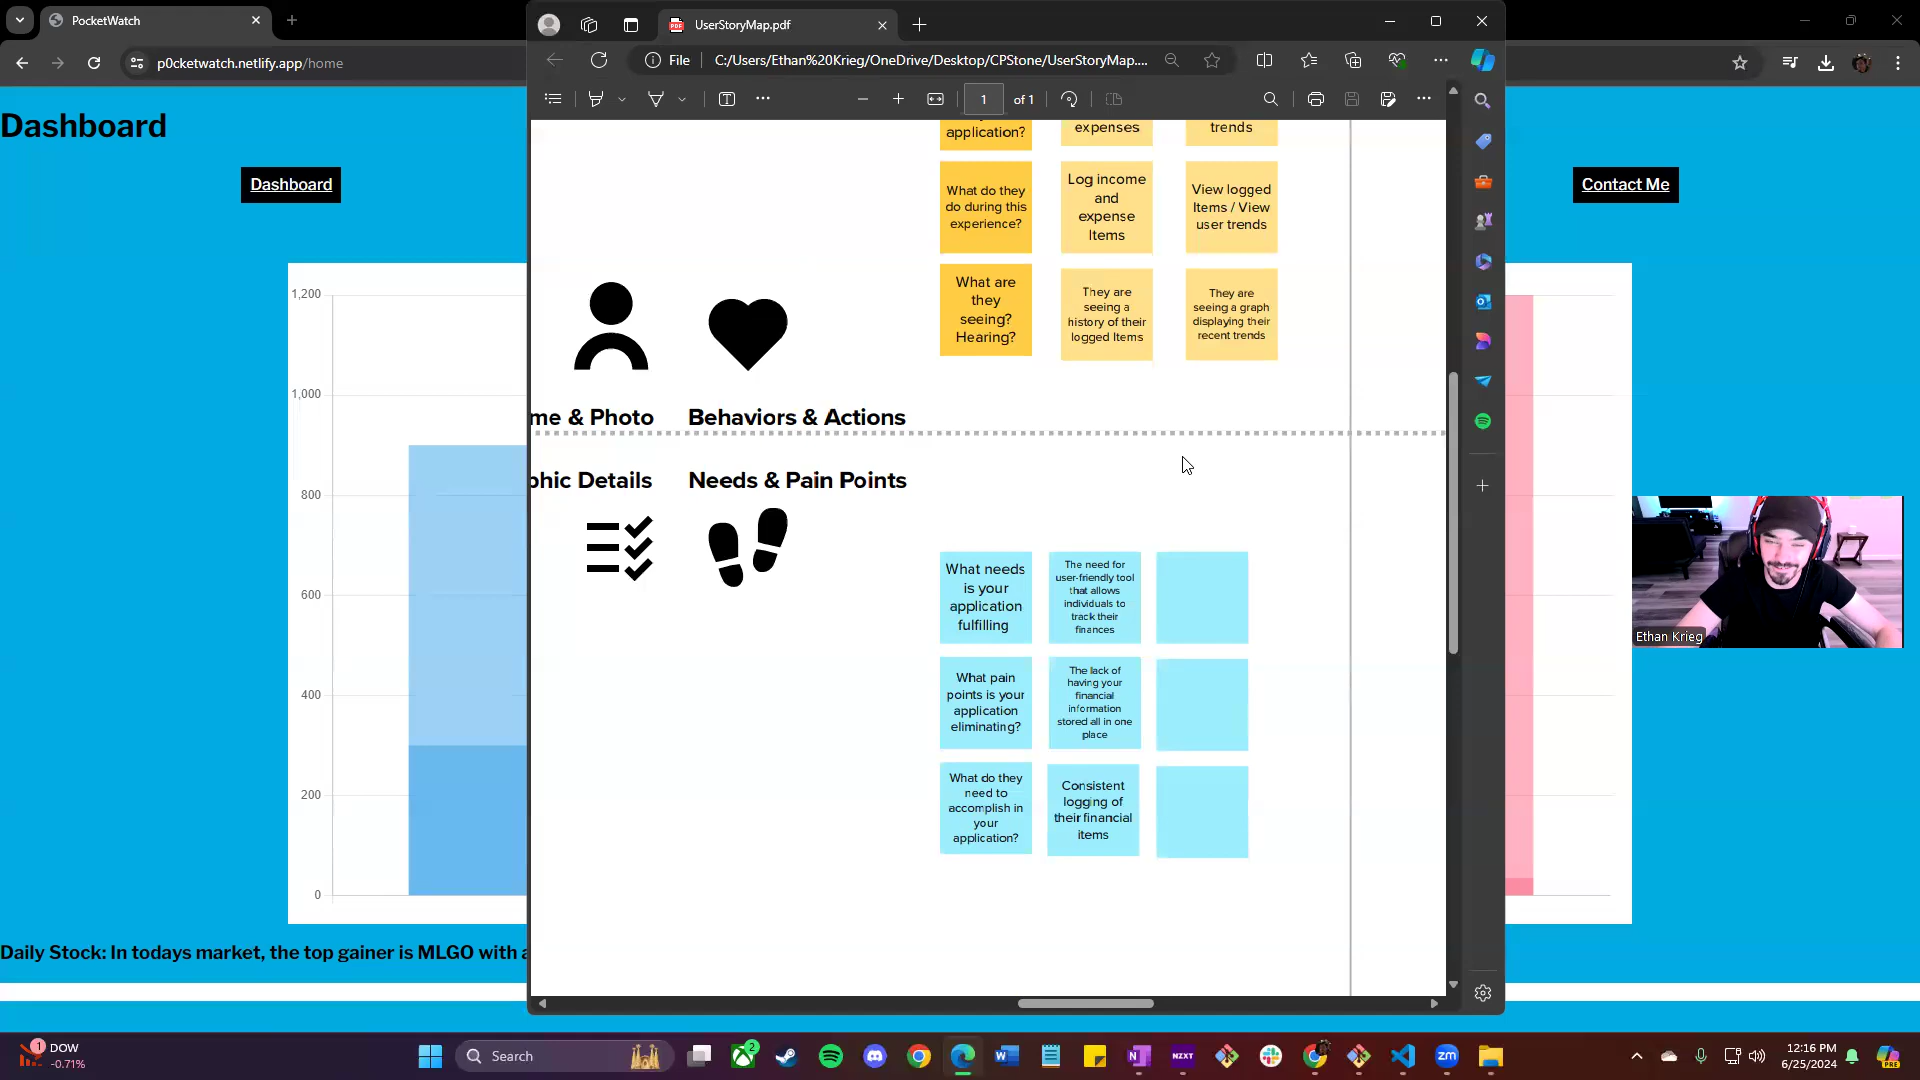 PocketWatch
p0cketwatch.netlify.app/home
Dashboard
Dashboard
Contact Me
1,200
1,000
800
600
400
200
0
Daily Stock: In todays market, the top gainer is MLGO with a
UserStoryMap.pdf
File
C:/Users/Ethan%20Krieg/OneDrive/Desktop/CPStone/UserStoryMap....
1
of 1
application?
expenses
trends
What do they
do during this
experience?
Log income
and
expense
Items
View logged
Items / View
user trends
What are
they
seeing?
Hearing?
They are
seeing a
history of their
logged Items
They are
seeing a graph
displaying their
recent trends
me & Photo
Behaviors & Actions
phic Details
Needs & Pain Points
What needs
is your
application
fulfilling
The need for
user-friendly tool
that allows
individuals to
track their
finances
What pain
points is your
application
eliminating?
The lack of
having your
financial
information
stored all in one
place
What do they
need to
accomplish in
your
application?
Consistent
logging of
their financial
items
Ethan Krieg
1
DOW
-0.71%
Search
2
NZXT
zm
12:16 PM
6/25/2024
PRE